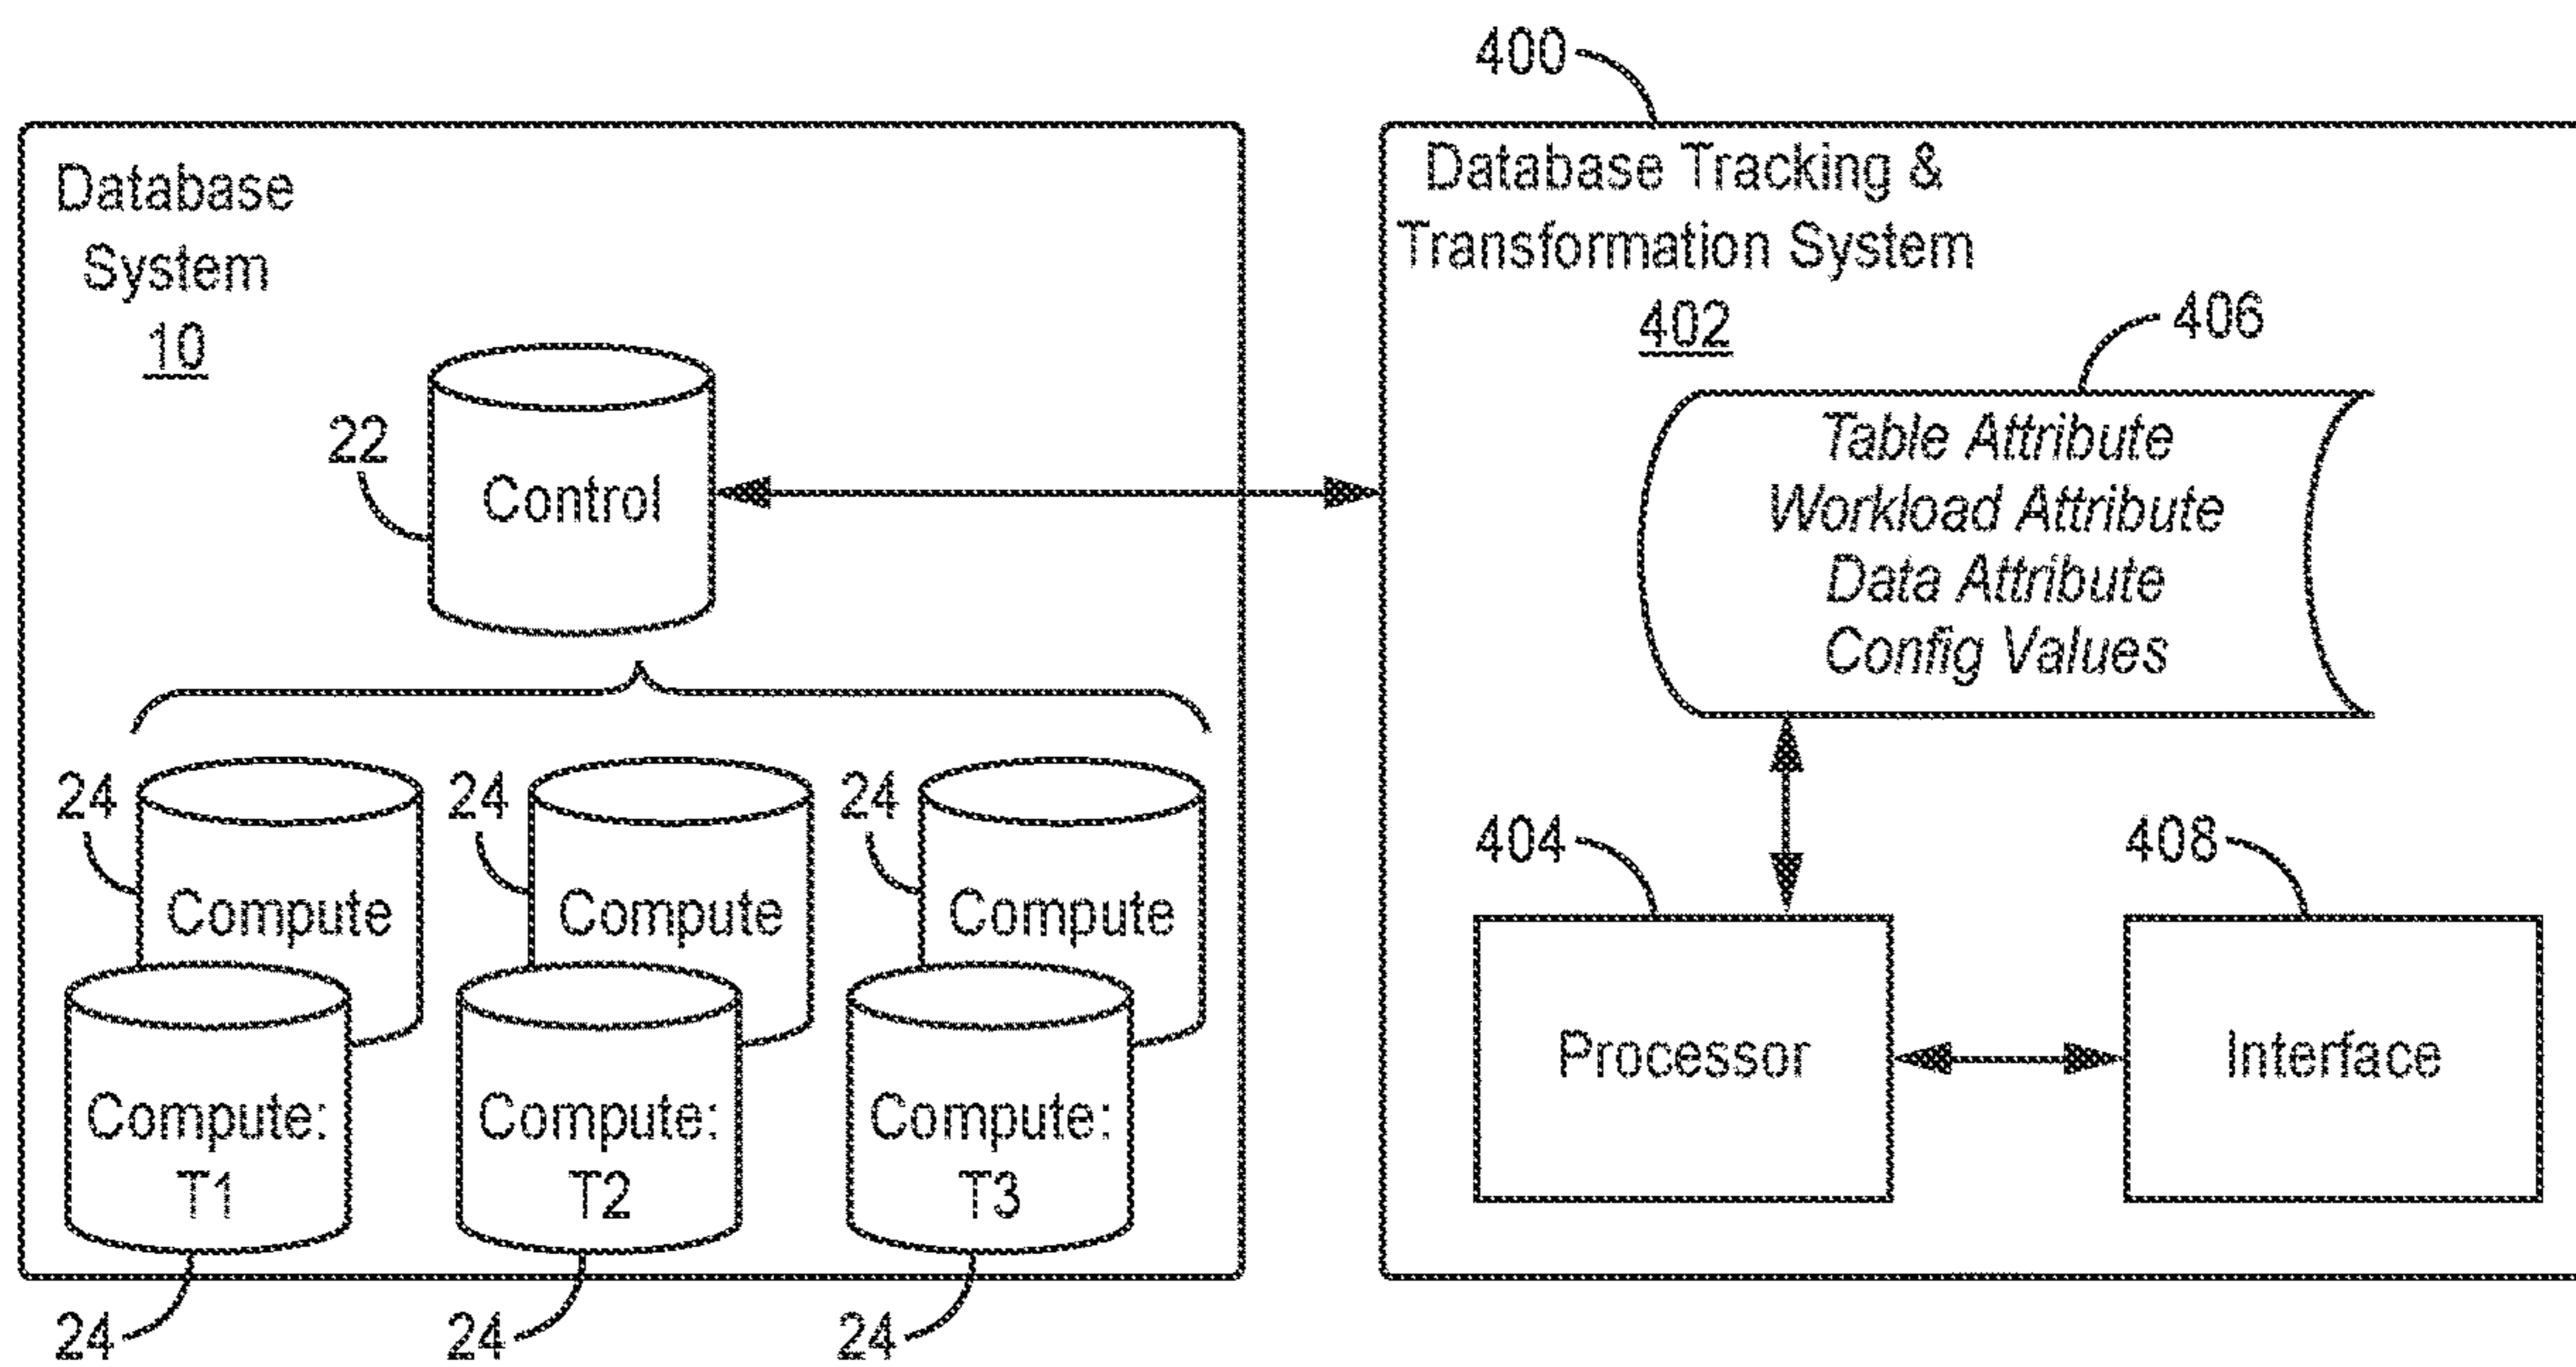 400
Database
System
10
Database Tracking &
Transformation System
402
406
22
Control
Table Attribute
Workload Attribute
Data Attribute
Config Values
24
24
24
Compute
Compute
Compute
404
408
Compute:
T1
Compute:
T2
Compute:
T3
Processor
Interface
24
24
24